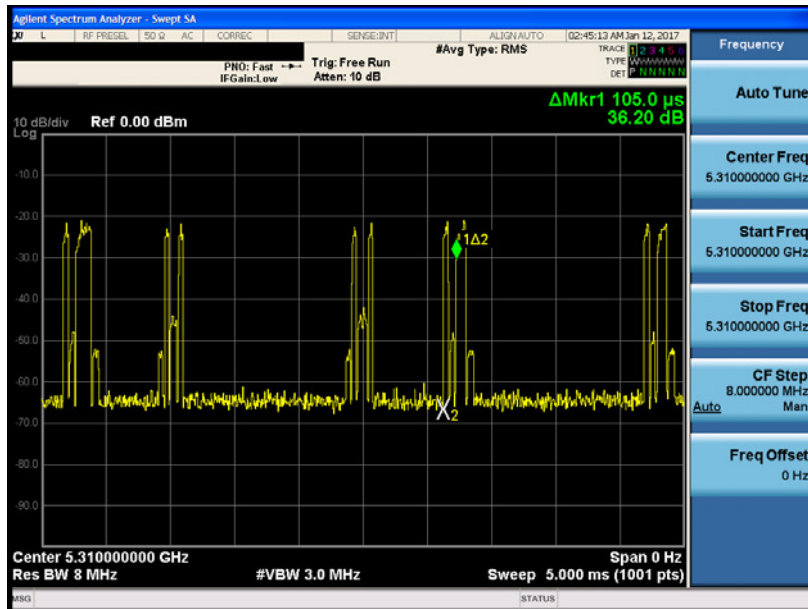 Agilent Spectrum Analyzer - Swept SA
L RF PRESEL 50 Ω AC CORREC SENSE:INT ALIGN AUTO 02:45:13 AM Jan 12, 2017
#Avg Type: RMS
TRACE 1 2 3 4 5 6
PNO: Fast Trig: Free Run
TYPE W
IFGain:Low Atten: 10 dB
DET P N N N N N
ΔMkr1 105.0 µs
36.20 dB
10 dB/div Ref 0.00 dBm
Log
-10.0
-20.0
-30.0
-40.0
-50.0
-60.0
-70.0
-80.0
-90.0
1Δ2
X2
Center 5.310000000 GHz Span 0 Hz
Res BW 8 MHz #VBW 3.0 MHz Sweep 5.000 ms (1001 pts)
MSG STATUS
Frequency
Auto Tune
Center Freq
5.310000000 GHz
Start Freq
5.310000000 GHz
Stop Freq
5.310000000 GHz
CF Step
8.000000 MHz
Auto Man
Freq Offset
0 Hz